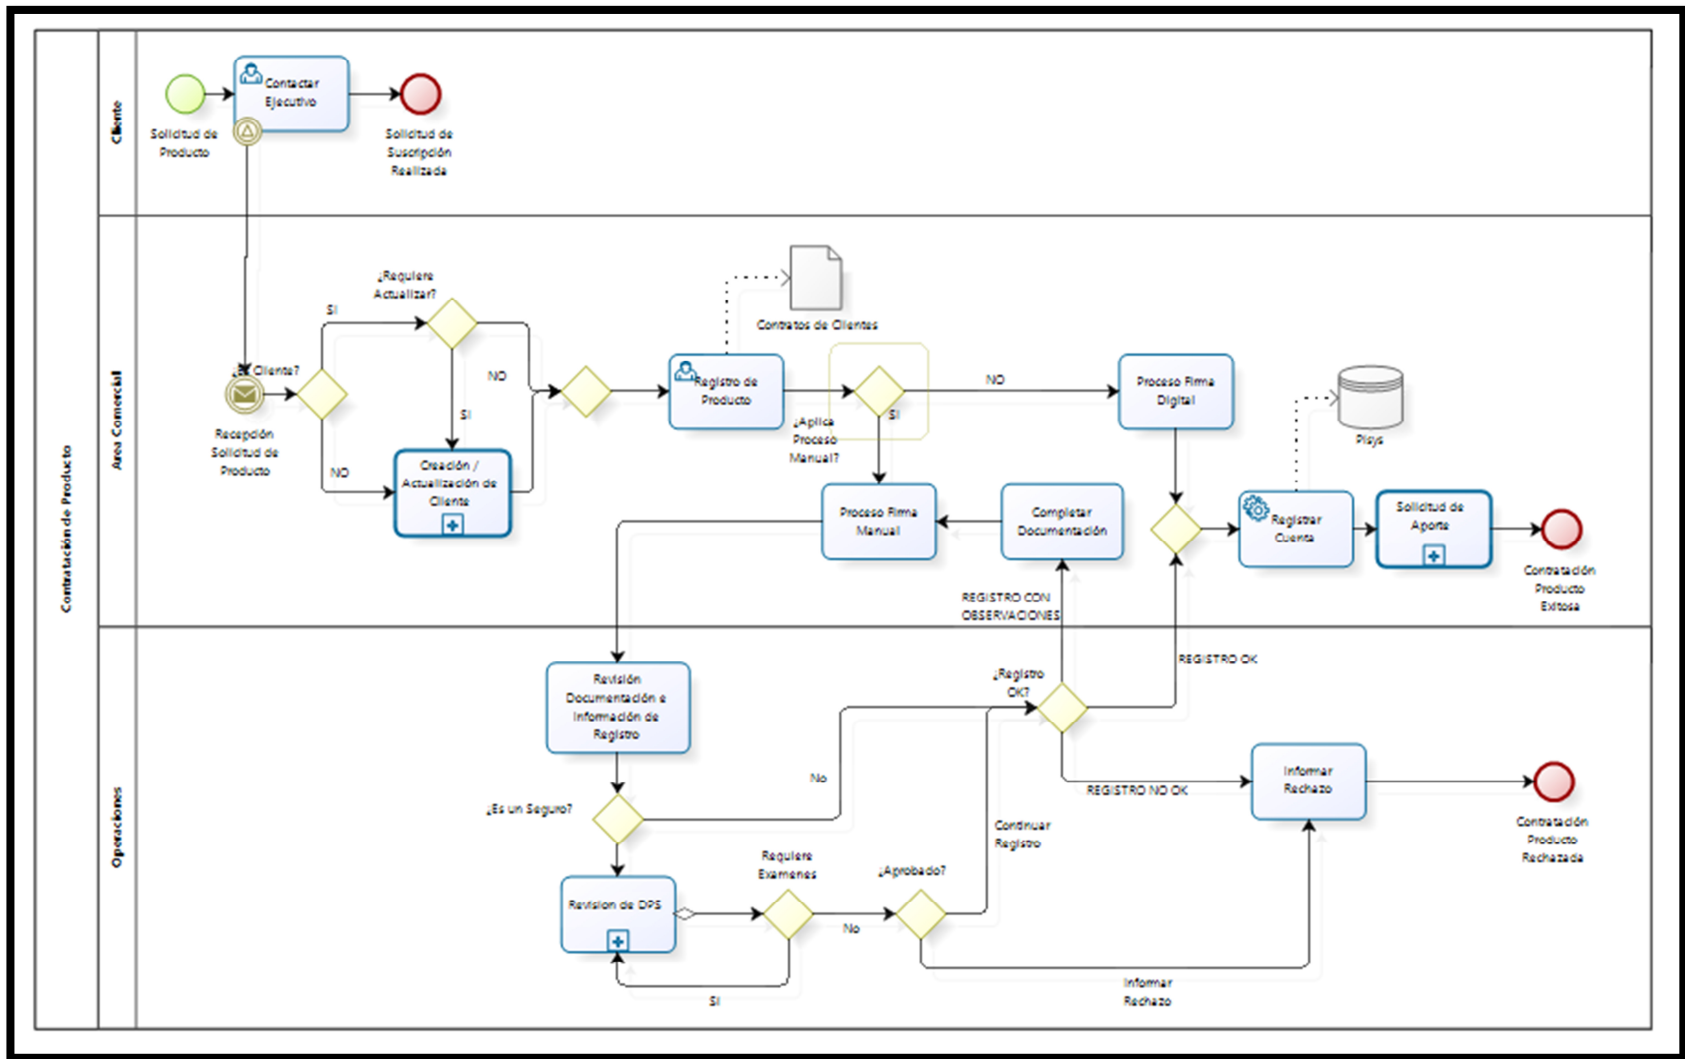 Contratación de Producto
Cliente
Contactar
Ejecutivo
Solicitud de
Producto
Solicitud de
Suscripción
Realizada
Area Comercial
¿Requiere
Actualizar?
SI
Contratos de Clientes
¿Es Cliente?
NO
SI
Registro de
Producto
NO
SI
¿Aplica
Proceso
Manual?
Proceso Firma
Digital
Pisys
Recepción
Solicitud de
Producto
NO
Creación /
Actualización de
Cliente
Proceso Firma
Manual
Completar
Documentación
Registrar
Cuenta
Solicitud de
Aporte
Contratación
Producto
Exitosa
REGISTRO CON
OBSERVACIONES
Operaciones
REGISTRO OK
Revisión
Documentación e
Información de
Registro
¿Registro
OK?
No
REGISTRO NO OK
Informar
Rechazo
¿Es un Seguro?
Continuar
Registro
Contratación
Producto
Rechazada
Requiere
Examenes
¿Aprobado?
Revision de DPS
No
SI
Informar
Rechazo